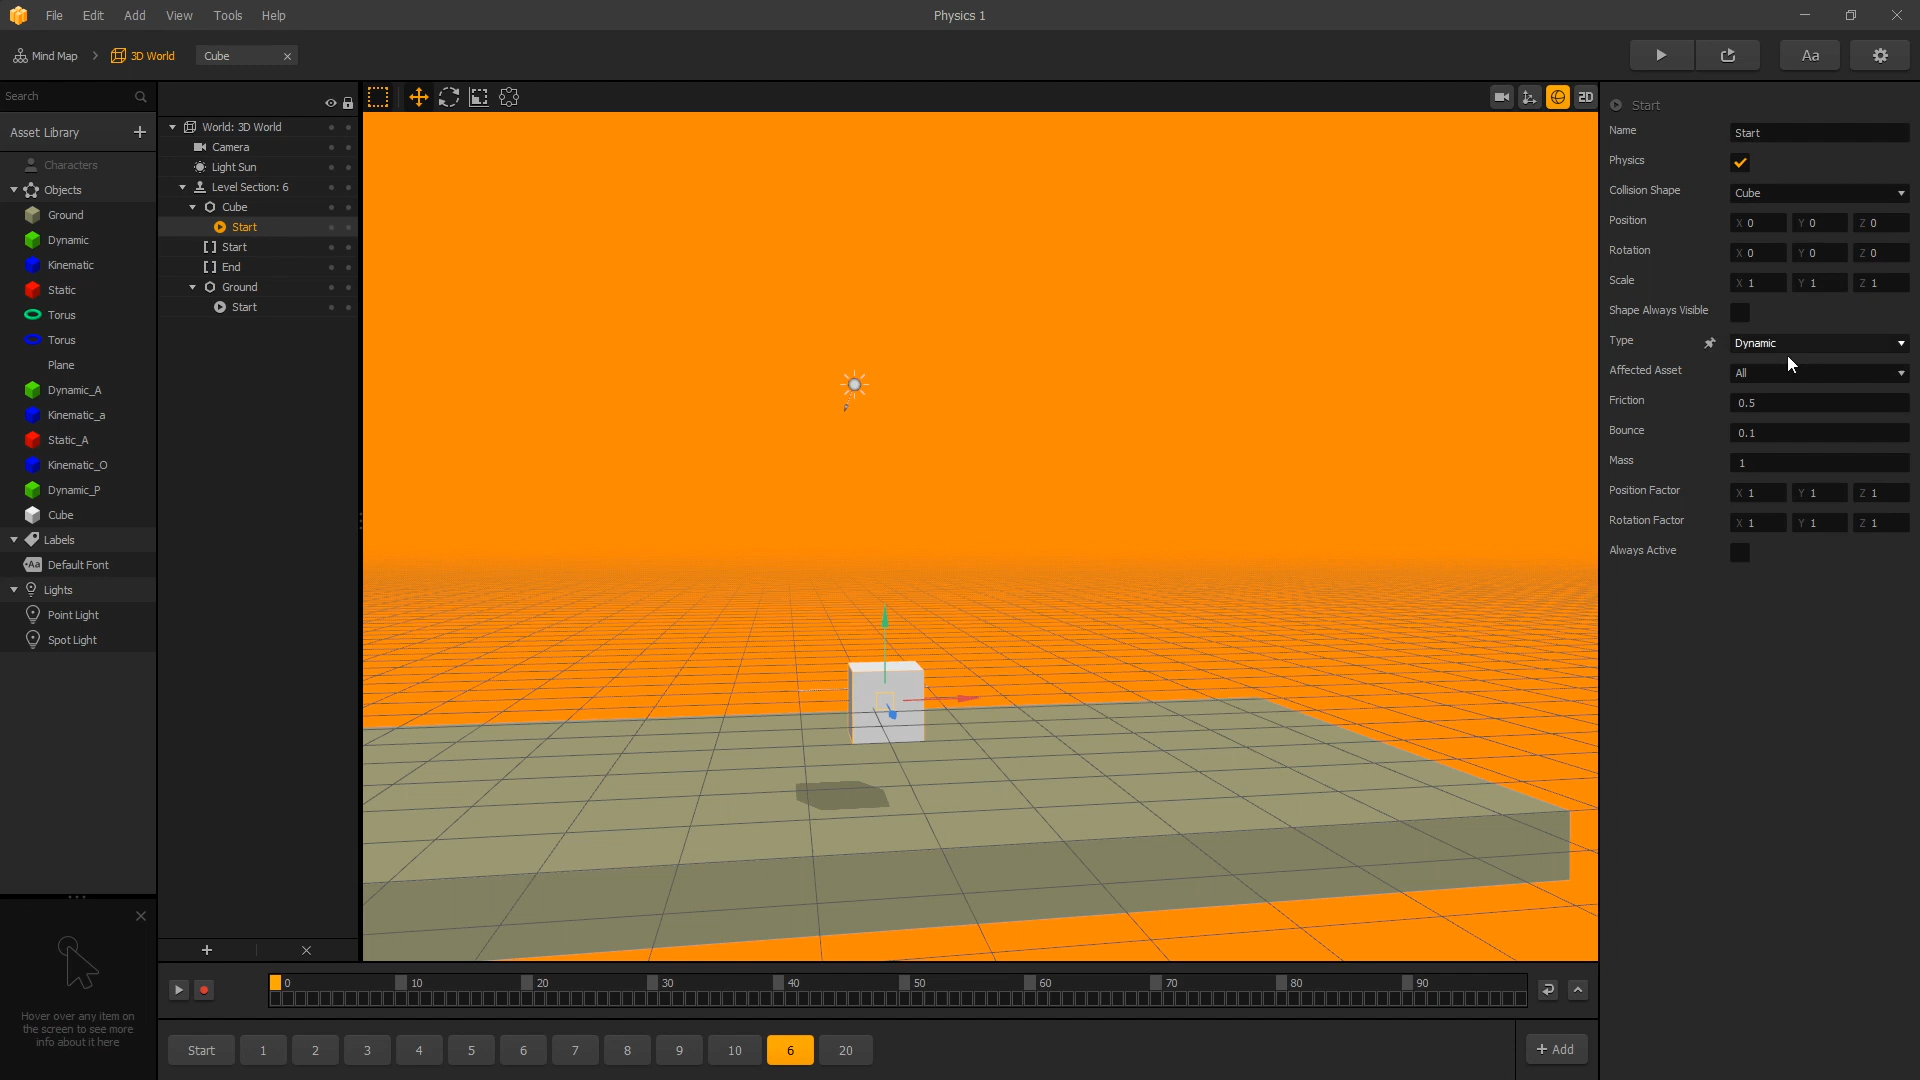 File Edit Add View Tools Help
Physics 1
Mind Map
3D World
Cube
Aa
Search
Asset Library
Characters
Objects
Ground
Dynamic
Kinematic
Static
Torus
Torus
Plane
Dynamic_A
Kinematic_a
Static_A
Kinematic_O
Dynamic_P
Cube
Labels
Aa Default Font
Lights
Point Light
Spot Light
Hover over any item on
the screen to see more
info about it here
World: 3D World
Camera
Light Sun
Level Section: 6
Cube
Start
Start
End
Ground
Start
2D
Start
Name Start
Physics
Collision Shape Cube
Position X 0 Y 0 Z 0
Rotation X 0 Y 0 Z 0
Scale X 1 Y 1 Z 1
Shape Always Visible
Type Dynamic
Affected Asset All
Friction 0.5
Bounce 0.1
Mass 1
Position Factor X 1 Y 1 Z 1
Rotation Factor X 1 Y 1 Z 1
Always Active
0 10 20 30 40 50 60 70 80 90
Start 1 2 3 4 5 6 7 8 9 10 6 20
+ Add